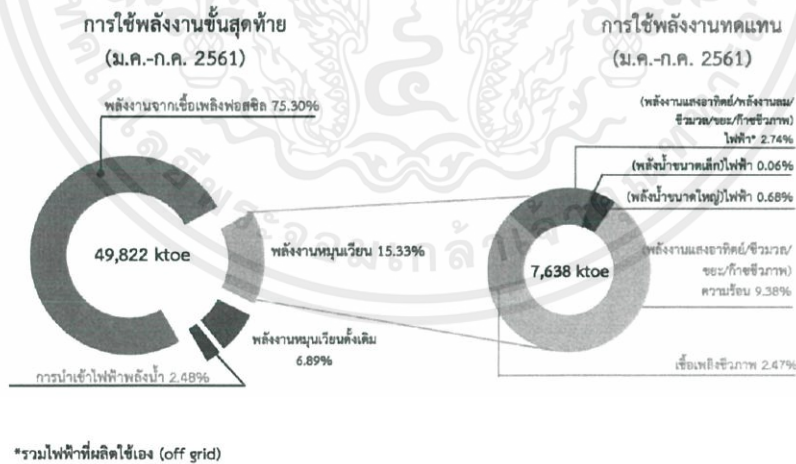 การใช้พลังงานขั้นสุดท้าย
(ม.ค.-ก.ค. 2561)
พลังงานจากเชื้อเพลิงฟอสซิล 75.30%
49,822 ktoe
พลังงานหมุนเวียน 15.33%
พลังงานหมุนเวียนดั้งเดิม
6.89%
การนำเข้าไฟฟ้าพลังน้ำ 2.48%
การใช้พลังงานทดแทน
(ม.ค.-ก.ค. 2561)
(พลังงานแสงอาทิตย์/พลังงานลม/
ชีวมวล/ขยะ/ก๊าซชีวภาพ)
ไฟฟ้า* 2.74%
(พลังน้ำขนาดเล็ก)ไฟฟ้า 0.06%
(พลังน้ำขนาดใหญ่)ไฟฟ้า 0.68%
7,638 ktoe
(พลังงานแสงอาทิตย์/ชีวมวล/
ขยะ/ก๊าซชีวภาพ)
ความร้อน 9.38%
เชื้อเพลิงชีวภาพ 2.47%
*รวมไฟฟ้าที่ผลิตใช้เอง (off grid)